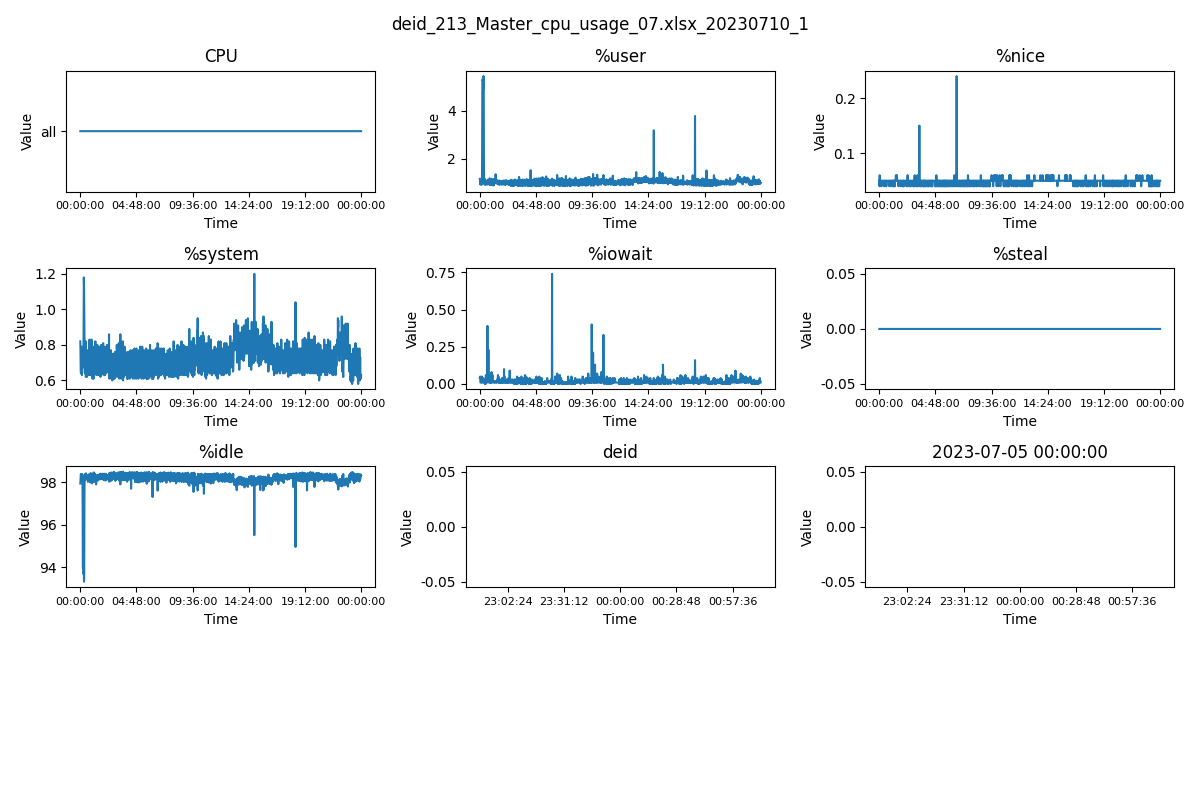 deid_213_Master_cpu_usage_07.xlsx_20230710_1
CPU
Value
all
00:00:00 04:48:00 09:36:00 14:24:00 19:12:00 00:00:00
Time
%user
Value
4
2
00:00:00 04:48:00 09:36:00 14:24:00 19:12:00 00:00:00
Time
%nice
Value
0.2
0.1
00:00:00 04:48:00 09:36:00 14:24:00 19:12:00 00:00:00
Time
%system
Value
1.2
1.0
0.8
0.6
00:00:00 04:48:00 09:36:00 14:24:00 19:12:00 00:00:00
Time
%iowait
Value
0.75
0.50
0.25
0.00
00:00:00 04:48:00 09:36:00 14:24:00 19:12:00 00:00:00
Time
%steal
Value
0.05
0.00
-0.05
00:00:00 04:48:00 09:36:00 14:24:00 19:12:00 00:00:00
Time
%idle
Value
98
96
94
00:00:00 04:48:00 09:36:00 14:24:00 19:12:00 00:00:00
Time
deid
Value
0.05
0.00
-0.05
23:02:24 23:31:12 00:00:00 00:28:48 00:57:36
Time
2023-07-05 00:00:00
Value
0.05
0.00
-0.05
23:02:24 23:31:12 00:00:00 00:28:48 00:57:36
Time